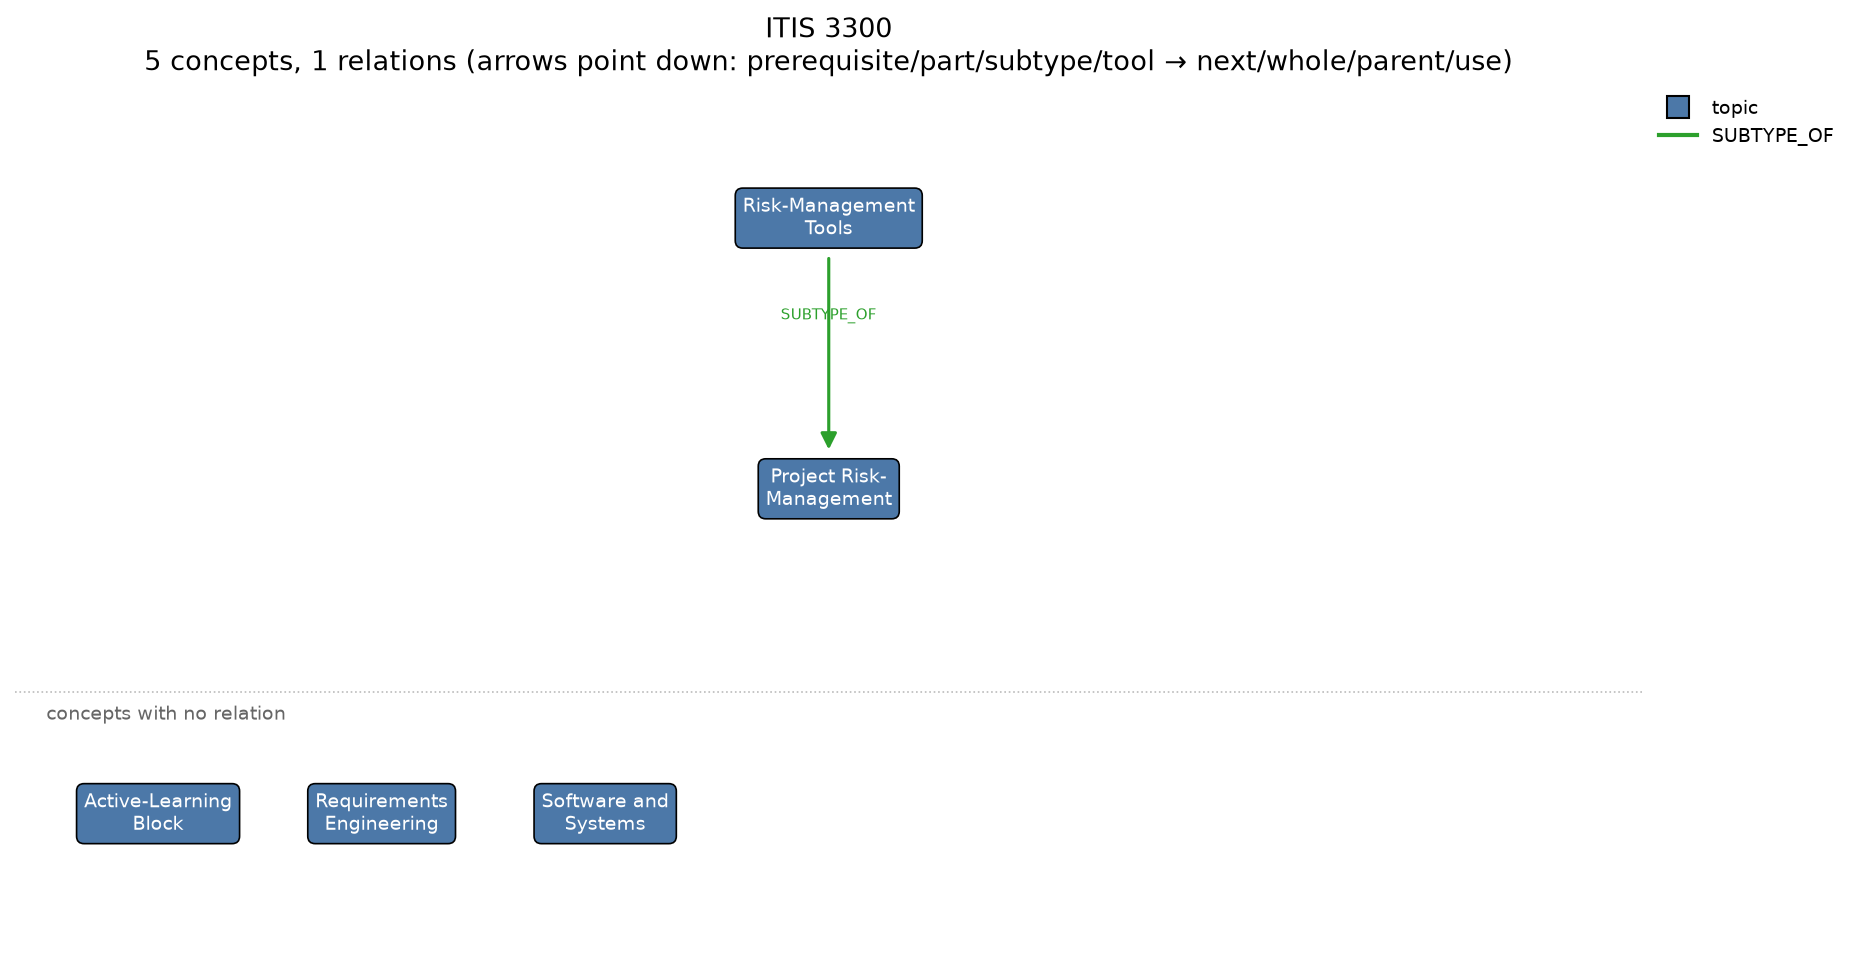 ITIS 3300
5 concepts, 1 relations (arrows point down: prerequisite/part/subtype/tool → next/whole/parent/use)
topic
SUBTYPE_OF
Risk-Management
Tools
SUBTYPE_OF
Project Risk-
Management
concepts with no relation
Active-Learning
Block
Requirements
Engineering
Software and
Systems